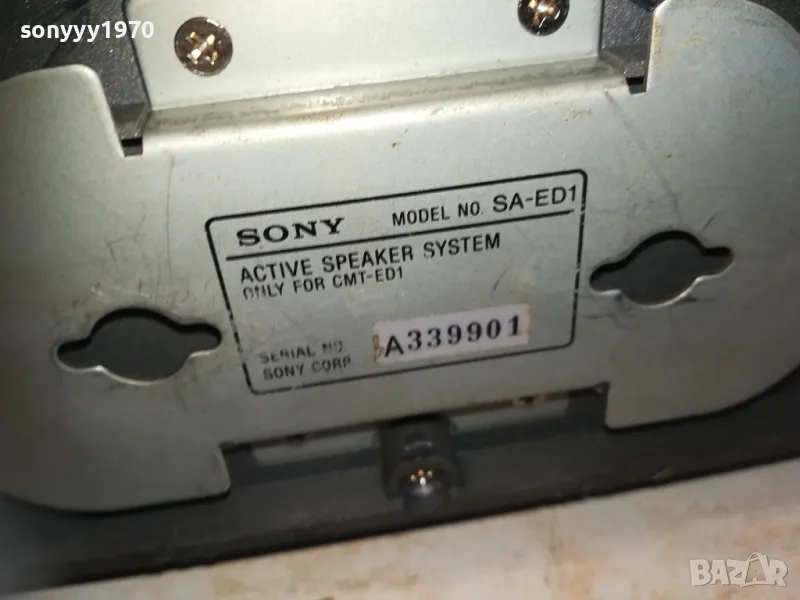 sonyyy1970
SONY MODEL NO. SA-ED1
ACTIVE SPEAKER SYSTEM
ONLY FOR CMT-ED1
SERIAL NO. A339901
SONY CORP.
BAZAR